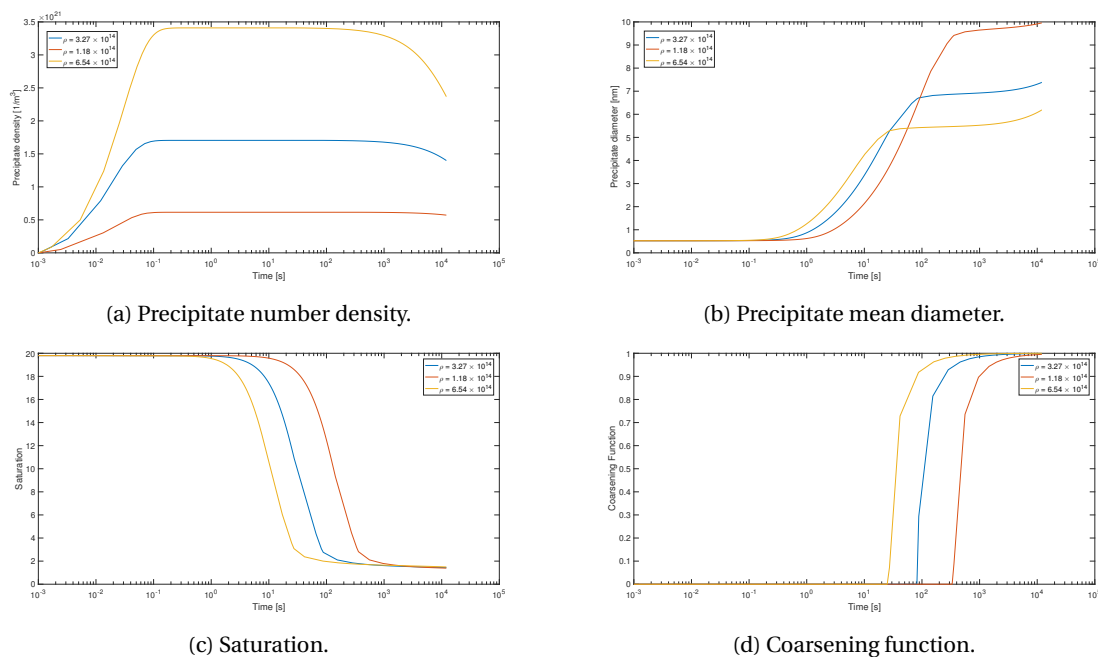 ×10^21
3.5
3
2.5
2
1.5
1
0.5
0
Precipitate density [1/m^3]
ρ = 3.27 × 10^14
ρ = 1.18 × 10^14
ρ = 6.54 × 10^14
10^-3 10^-2 10^-1 10^0 10^1 10^2 10^3 10^4 10^5
Time [s]
(a) Precipitate number density.
10
9
8
7
6
5
4
3
2
1
0
Precipitate diameter [nm]
ρ = 3.27 × 10^14
ρ = 1.18 × 10^14
ρ = 6.54 × 10^14
10^-3 10^-2 10^-1 10^0 10^1 10^2 10^3 10^4 10^5
Time [s]
(b) Precipitate mean diameter.
20
18
16
14
12
10
8
6
4
2
0
Saturation
ρ = 3.27 × 10^14
ρ = 1.18 × 10^14
ρ = 6.54 × 10^14
10^-3 10^-2 10^-1 10^0 10^1 10^2 10^3 10^4 10^5
Time [s]
(c) Saturation.
1
0.9
0.8
0.7
0.6
0.5
0.4
0.3
0.2
0.1
0
Coarsening Function
ρ = 3.27 × 10^14
ρ = 1.18 × 10^14
ρ = 6.54 × 10^14
10^-3 10^-2 10^-1 10^0 10^1 10^2 10^3 10^4 10^5
Time [s]
(d) Coarsening function.